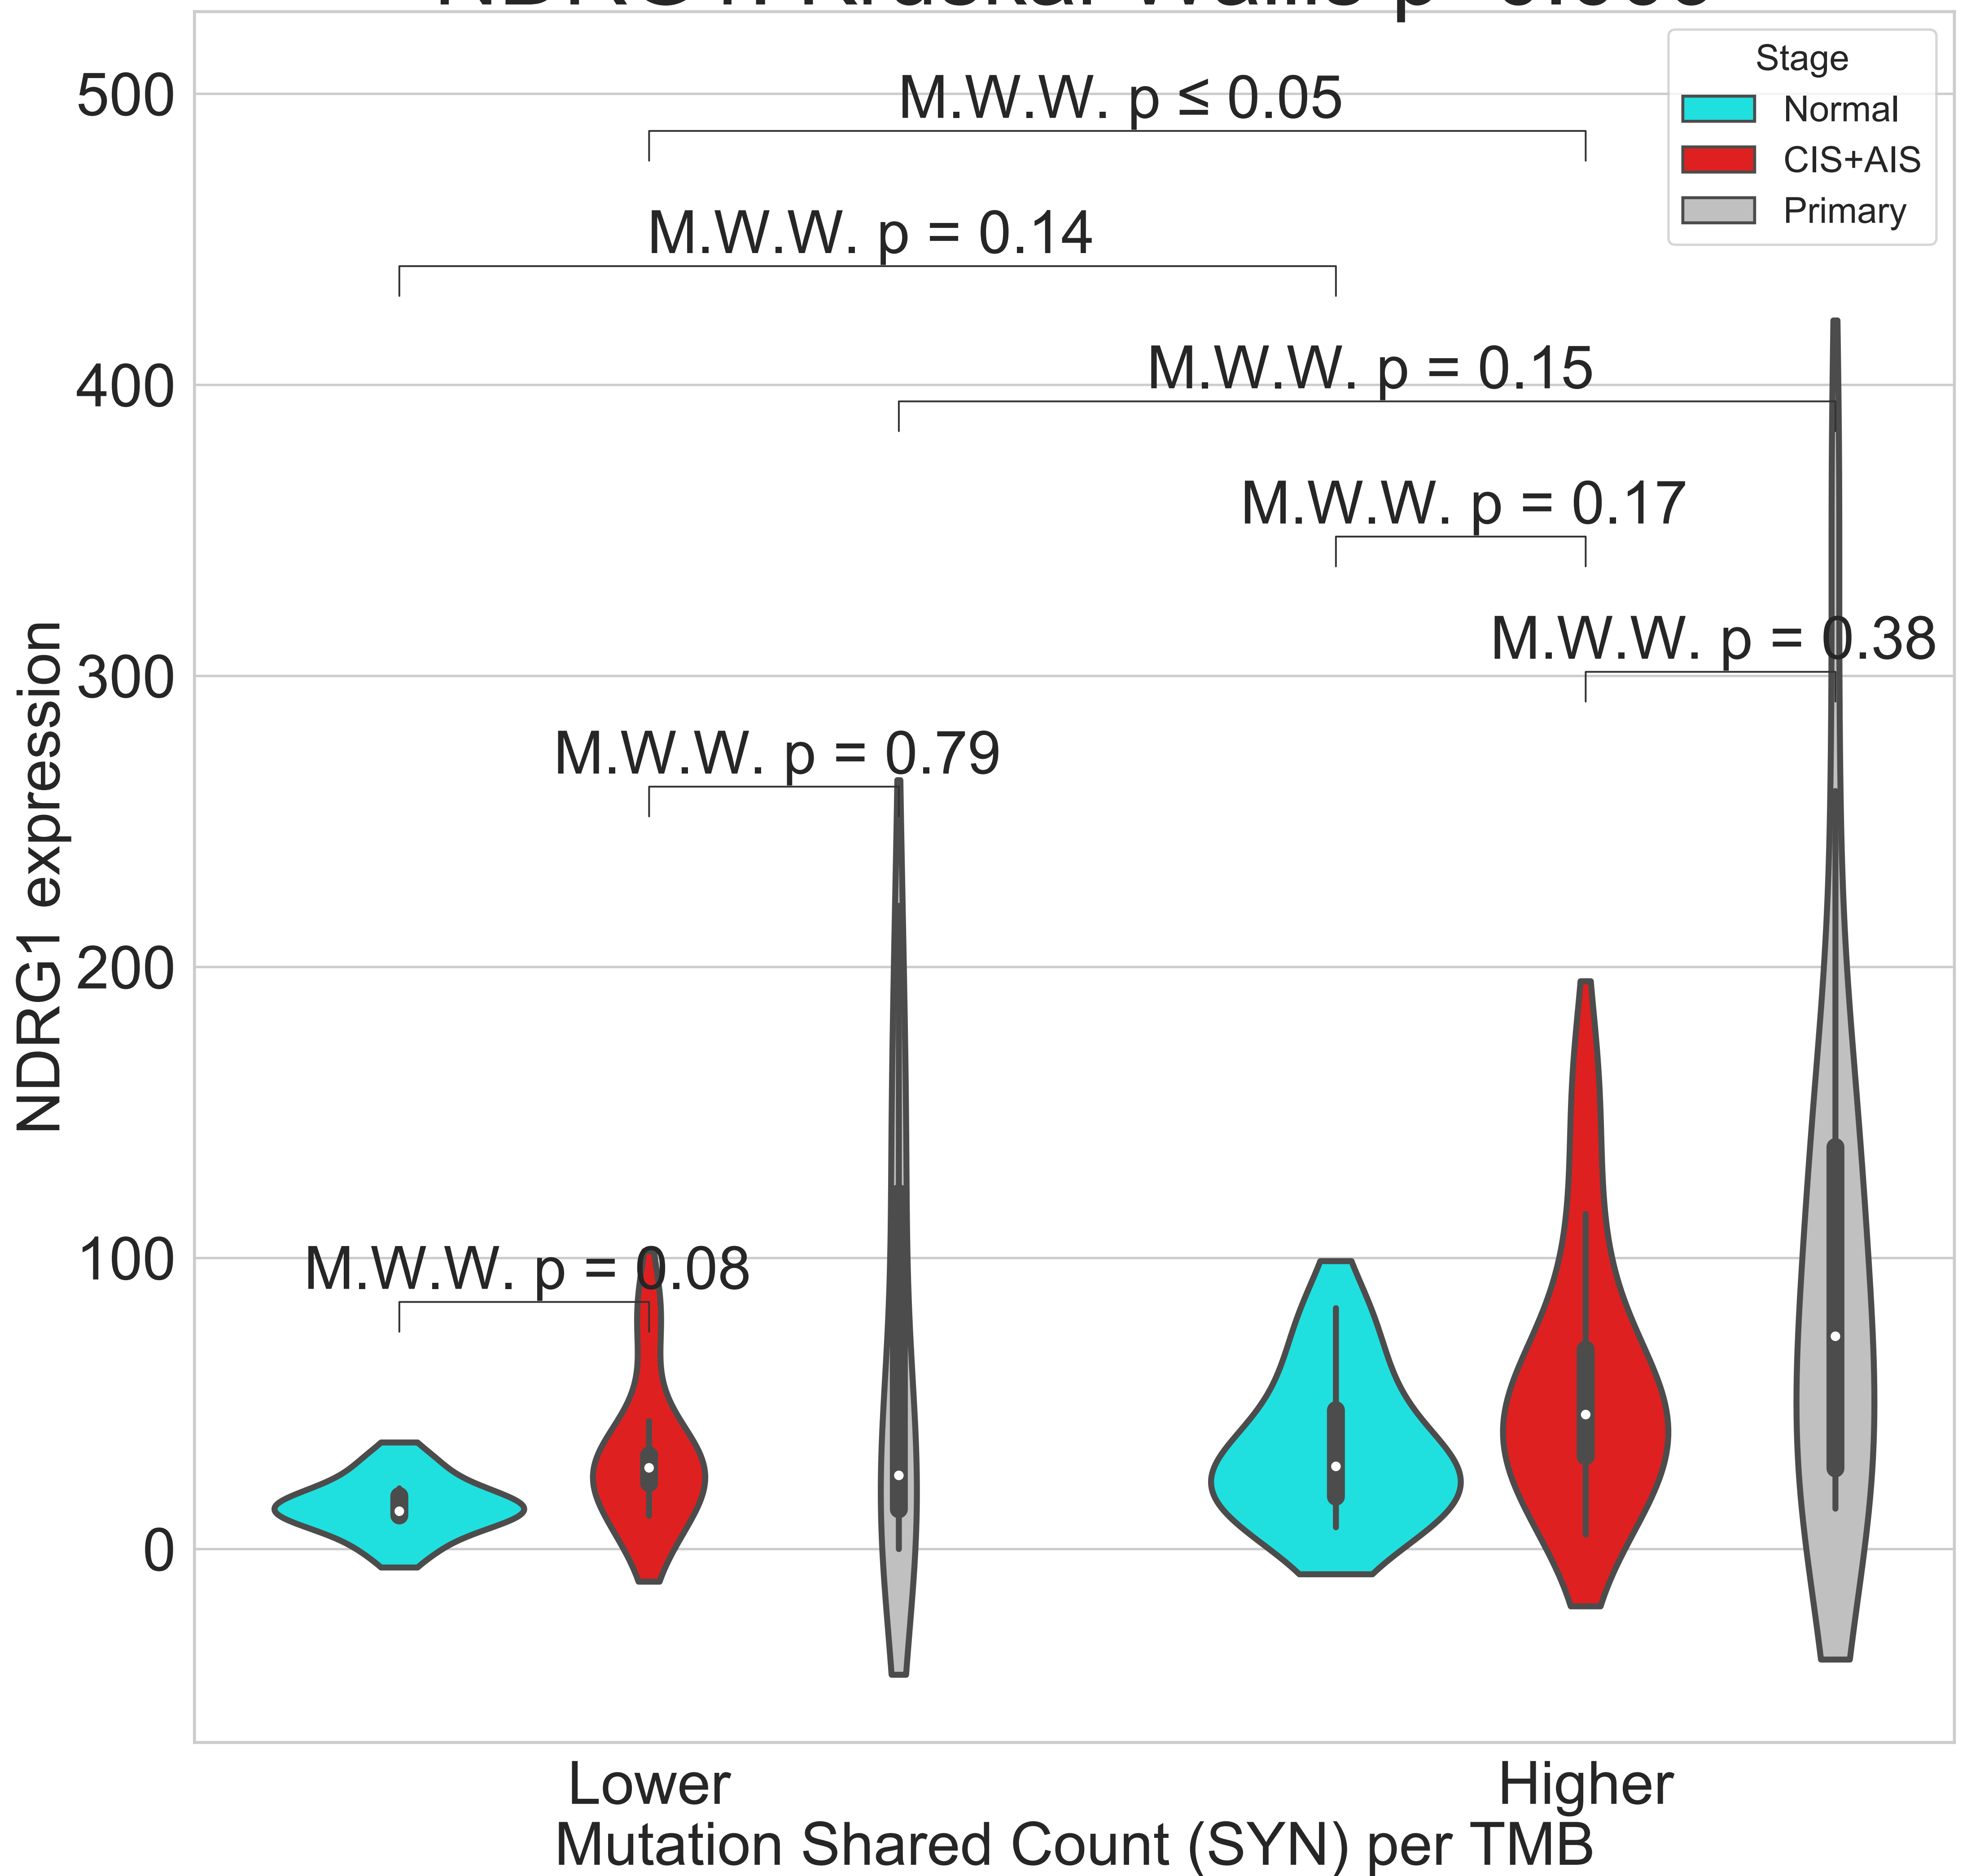 Stage
Normal
CIS+AIS
Primary
M.W.W. p ≤ 0.05
M.W.W. p = 0.14
M.W.W. p = 0.15
M.W.W. p = 0.17
M.W.W. p = 0.38
M.W.W. p = 0.79
M.W.W. p = 0.08
500
400
300
200
100
0
NDRG1 expression
Lower
Higher
Mutation Shared Count (SYN) per TMB